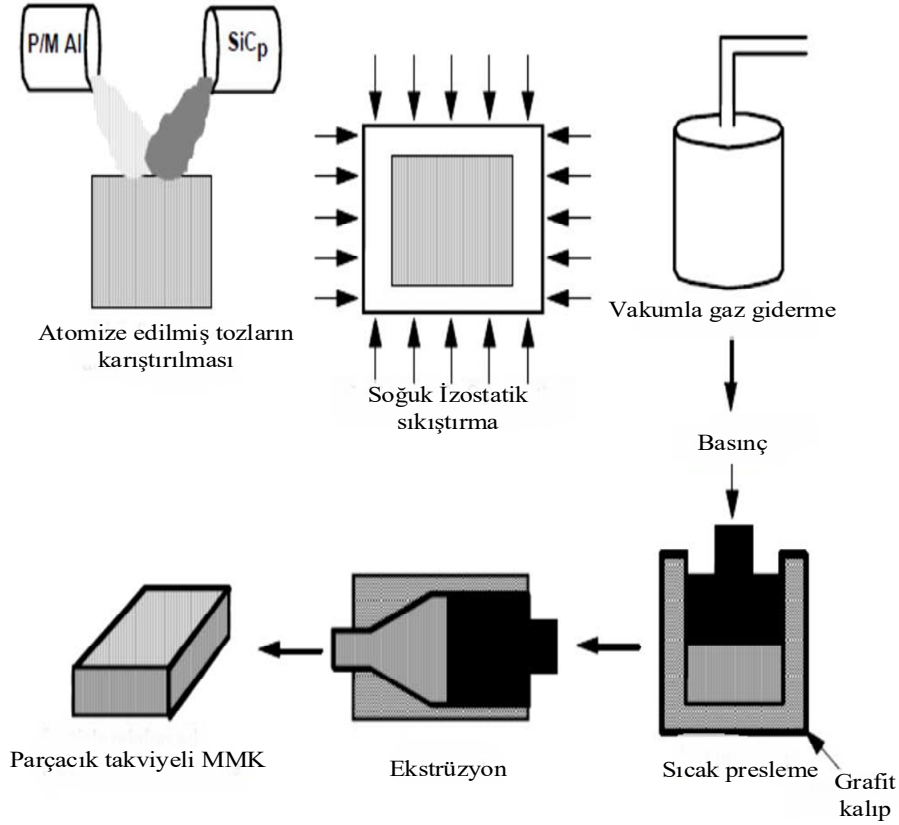 P/M Al
SiCp
Atomize edilmiş tozların
karıştırılması
Soğuk İzostatik
sıkıştırma
Vakumla gaz giderme
Basınç
Parçacık takviyeli MMK
Ekstrüzyon
Sıcak presleme
Grafit
kalıp